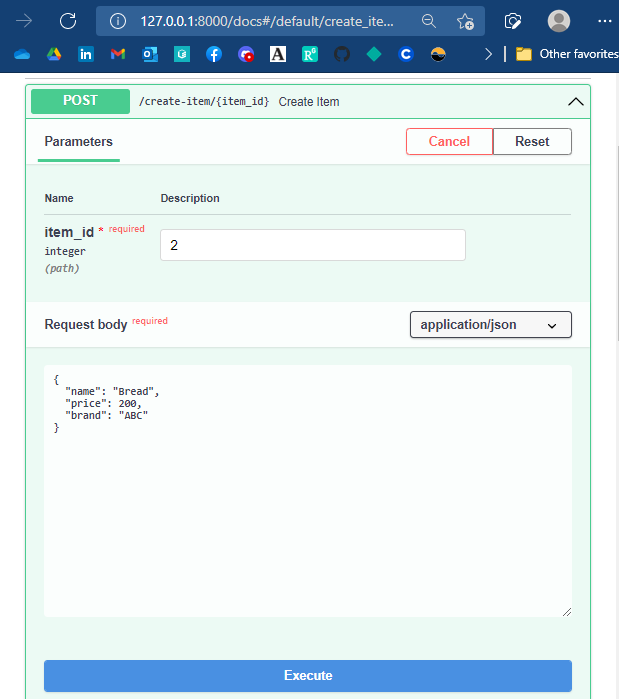 127.0.0.1:8000/docs#/default/create_ite...
Other favorites
POST /create-item/{item_id} Create Item
Parameters
Cancel Reset
Name Description
item_id * required
integer
(path)
2
Request body required
application/json
{
"name": "Bread",
"price": 200,
"brand": "ABC"
}
Execute